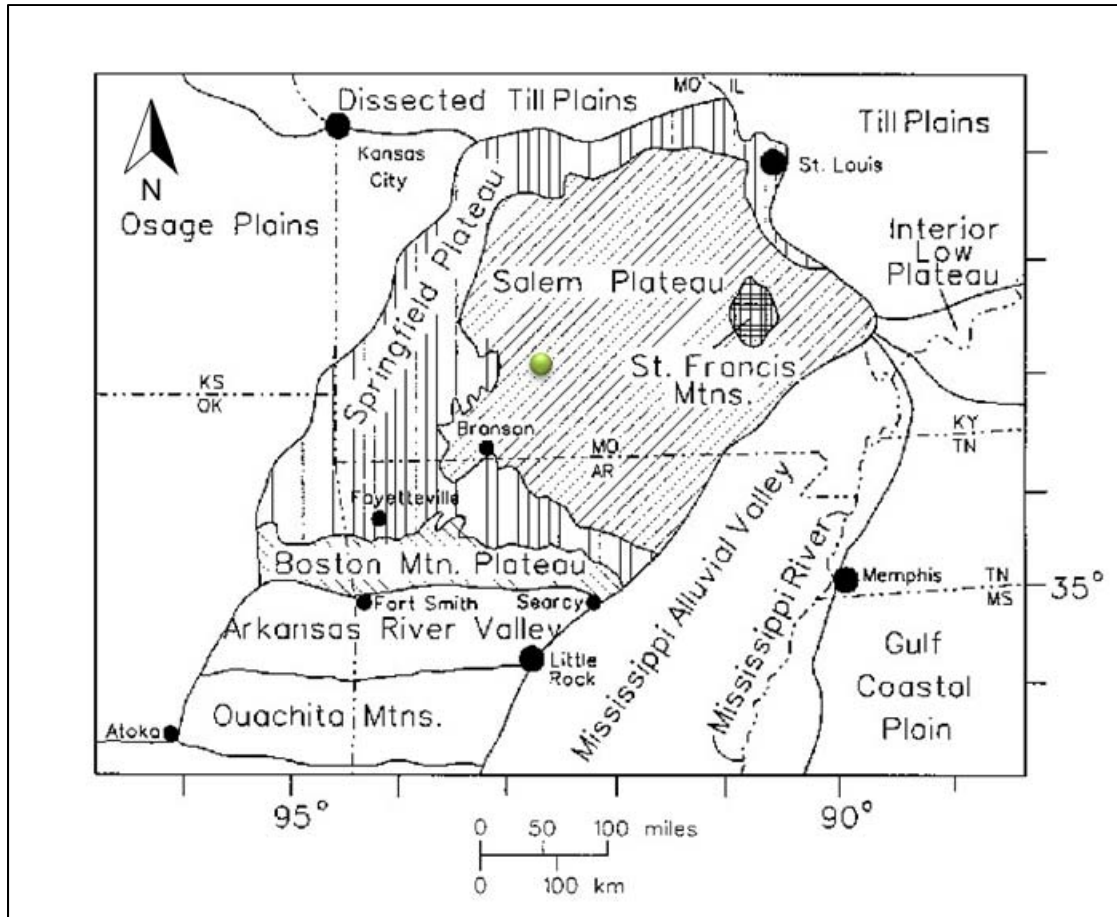 MO
IL
Dissected Till Plains
Till Plains
Kansas
City
St. Louis
N
Osage Plains
Springfield Plateau
Interior
Low
Plateau
Salem Plateau
St. Francis
Mtns.
KS
OK
Branson
MO
AR
KY
TN
Fayetteville
Mississippi Alluvial Valley
Mississippi River
Boston Mtn. Plateau
Memphis
TN
MS
35°
Fort Smith
Searcy
Arkansas River Valley
Little
Rock
Gulf
Coastal
Plain
Ouachita Mtns.
Atoka
95°
90°
0 50 100 miles
0 100 km